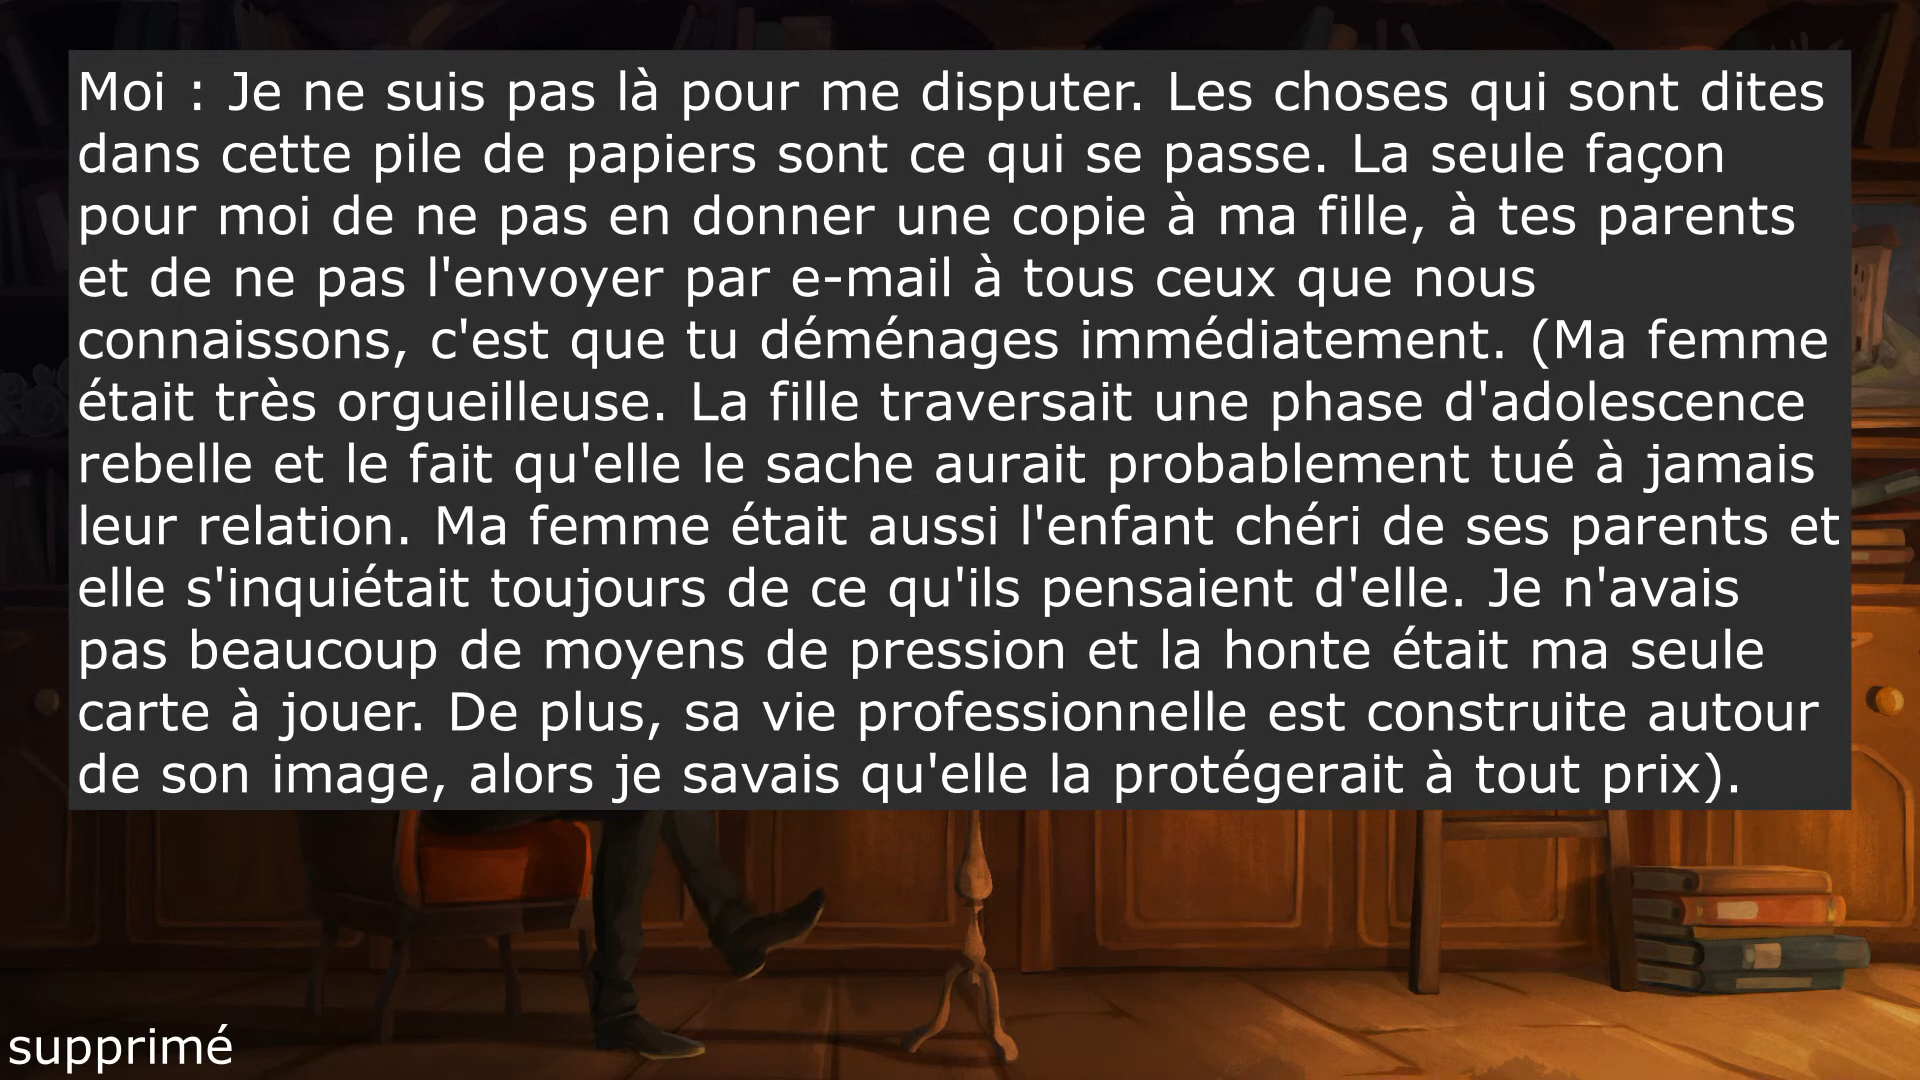 Moi : Je ne suis pas là pour me disputer. Les choses qui sont dites
dans cette pile de papiers sont ce qui se passe. La seule façon
pour moi de ne pas en donner une copie à ma fille, à tes parents
et de ne pas l'envoyer par e-mail à tous ceux que nous
connaissons, c'est que tu déménages immédiatement. (Ma femme
était très orgueilleuse. La fille traversait une phase d'adolescence
rebelle et le fait qu'elle le sache aurait probablement tué à jamais
leur relation. Ma femme était aussi l'enfant chéri de ses parents et
elle s'inquiétait toujours de ce qu'ils pensaient d'elle. Je n'avais
pas beaucoup de moyens de pression et la honte était ma seule
carte à jouer. De plus, sa vie professionnelle est construite autour
de son image, alors je savais qu'elle la protégerait à tout prix).
supprimé